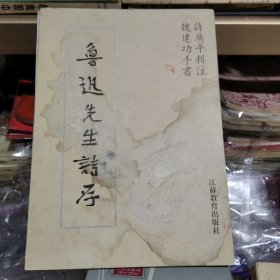 許廣平輯注
魏建功手書
魯迅先生詩存
江蘇教育出版社